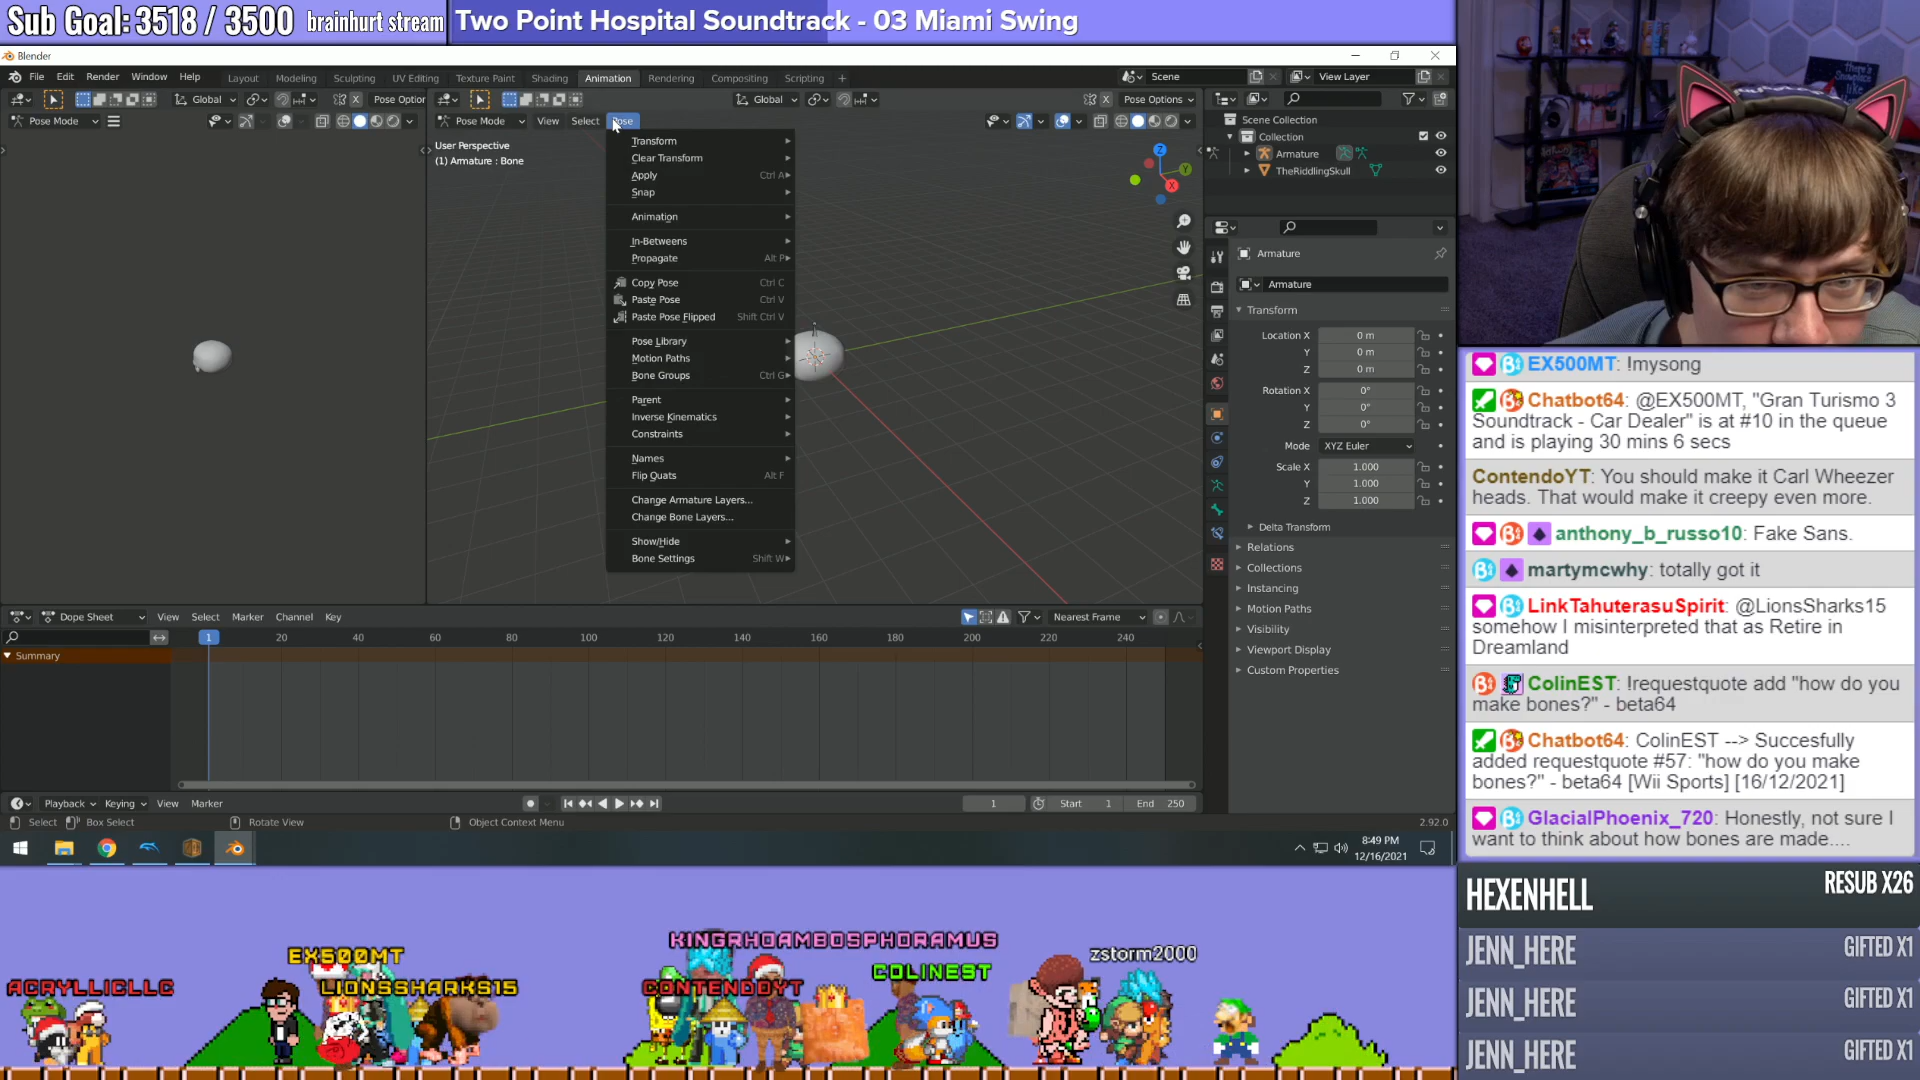 Sub Goal: 3518 / 3500 brainhurt stream
Two Point Hospital Soundtrack - 03 Miami Swing
Blender
File Edit Render Window Help
Layout Modeling Sculpting UV Editing Texture Paint Shading Animation Rendering Compositing Scripting +
Scene
View Layer
Global
Pose Option
Global
Pose Options
Pose Mode
Pose Mode View Select Pose
User Perspective
(1) Armature : Bone
Transform
Clear Transform
Apply Ctrl A
Snap
Animation
In-Betweens
Propagate Alt P
Copy Pose Ctrl C
Paste Pose Ctrl V
Paste Pose Flipped Shift Ctrl V
Pose Library
Motion Paths
Bone Groups Ctrl G
Parent
Inverse Kinematics
Constraints
Names
Flip Quats Alt F
Change Armature Layers...
Change Bone Layers...
Show/Hide
Bone Settings Shift W
Z
Y
X
Scene Collection
Collection
Armature
TheRiddlingSkull
Armature
Armature
Transform
Location X 0 m
Y 0 m
Z 0 m
Rotation X 0°
Y 0°
Z 0°
Mode XYZ Euler
Scale X 1.000
Y 1.000
Z 1.000
Delta Transform
Relations
Collections
Instancing
Motion Paths
Visibility
Viewport Display
Custom Properties
Dope Sheet View Select Marker Channel Key
Nearest Frame
1 20 40 60 80 100 120 140 160 180 200 220 240
Summary
Playback Keying View Marker
1
Start 1
End 250
Select Box Select Rotate View Object Context Menu
2.92.0
8:49 PM
12/16/2021
EX500MT: !mysong
Chatbot64: @EX500MT, "Gran Turismo 3
Soundtrack - Car Dealer" is at #10 in the queue
and is playing 30 mins 6 secs
ContendoYT: You should make it Carl Wheezer
heads. That would make it creepy even more.
anthony_b_russo10: Fake Sans.
martymcwhy: totally got it
LinkTahuterasuSpirit: @LionsSharks15
somehow I misinterpreted that as Retire in
Dreamland
ColinEST: !requestquote add "how do you
make bones?" - beta64
Chatbot64: ColinEST --> Succesfully
added requestquote #57: "how do you make
bones?" - beta64 [Wii Sports] [16/12/2021]
GlacialPhoenix_720: Honestly, not sure I
want to think about how bones are made....
HEXENHELL RESUB X26
JENN_HERE GIFTED X1
JENN_HERE GIFTED X1
JENN_HERE GIFTED X1
ACRYLLICLLC
EX500MT
LIONSSHARKS15
KINGRHOAMBOSPHORAMUS
CONTENDOYT
COLINEST
zstorm2000